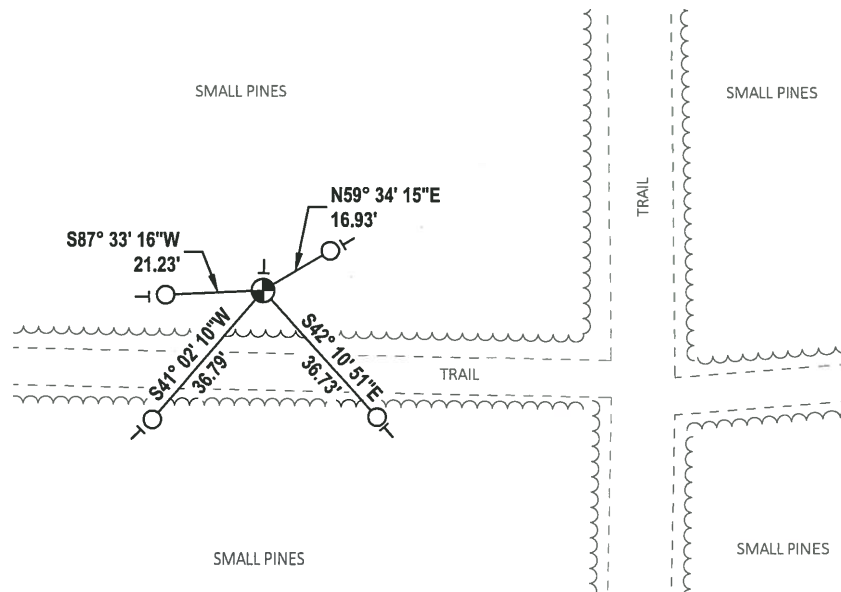 SMALL PINES
SMALL PINES
N59° 34' 15"E
16.93'
TRAIL
S87° 33' 16"W
21.23'
S41° 02' 10"W
36.79'
S42° 10' 51"E
36.73'
TRAIL
SMALL PINES
SMALL PINES